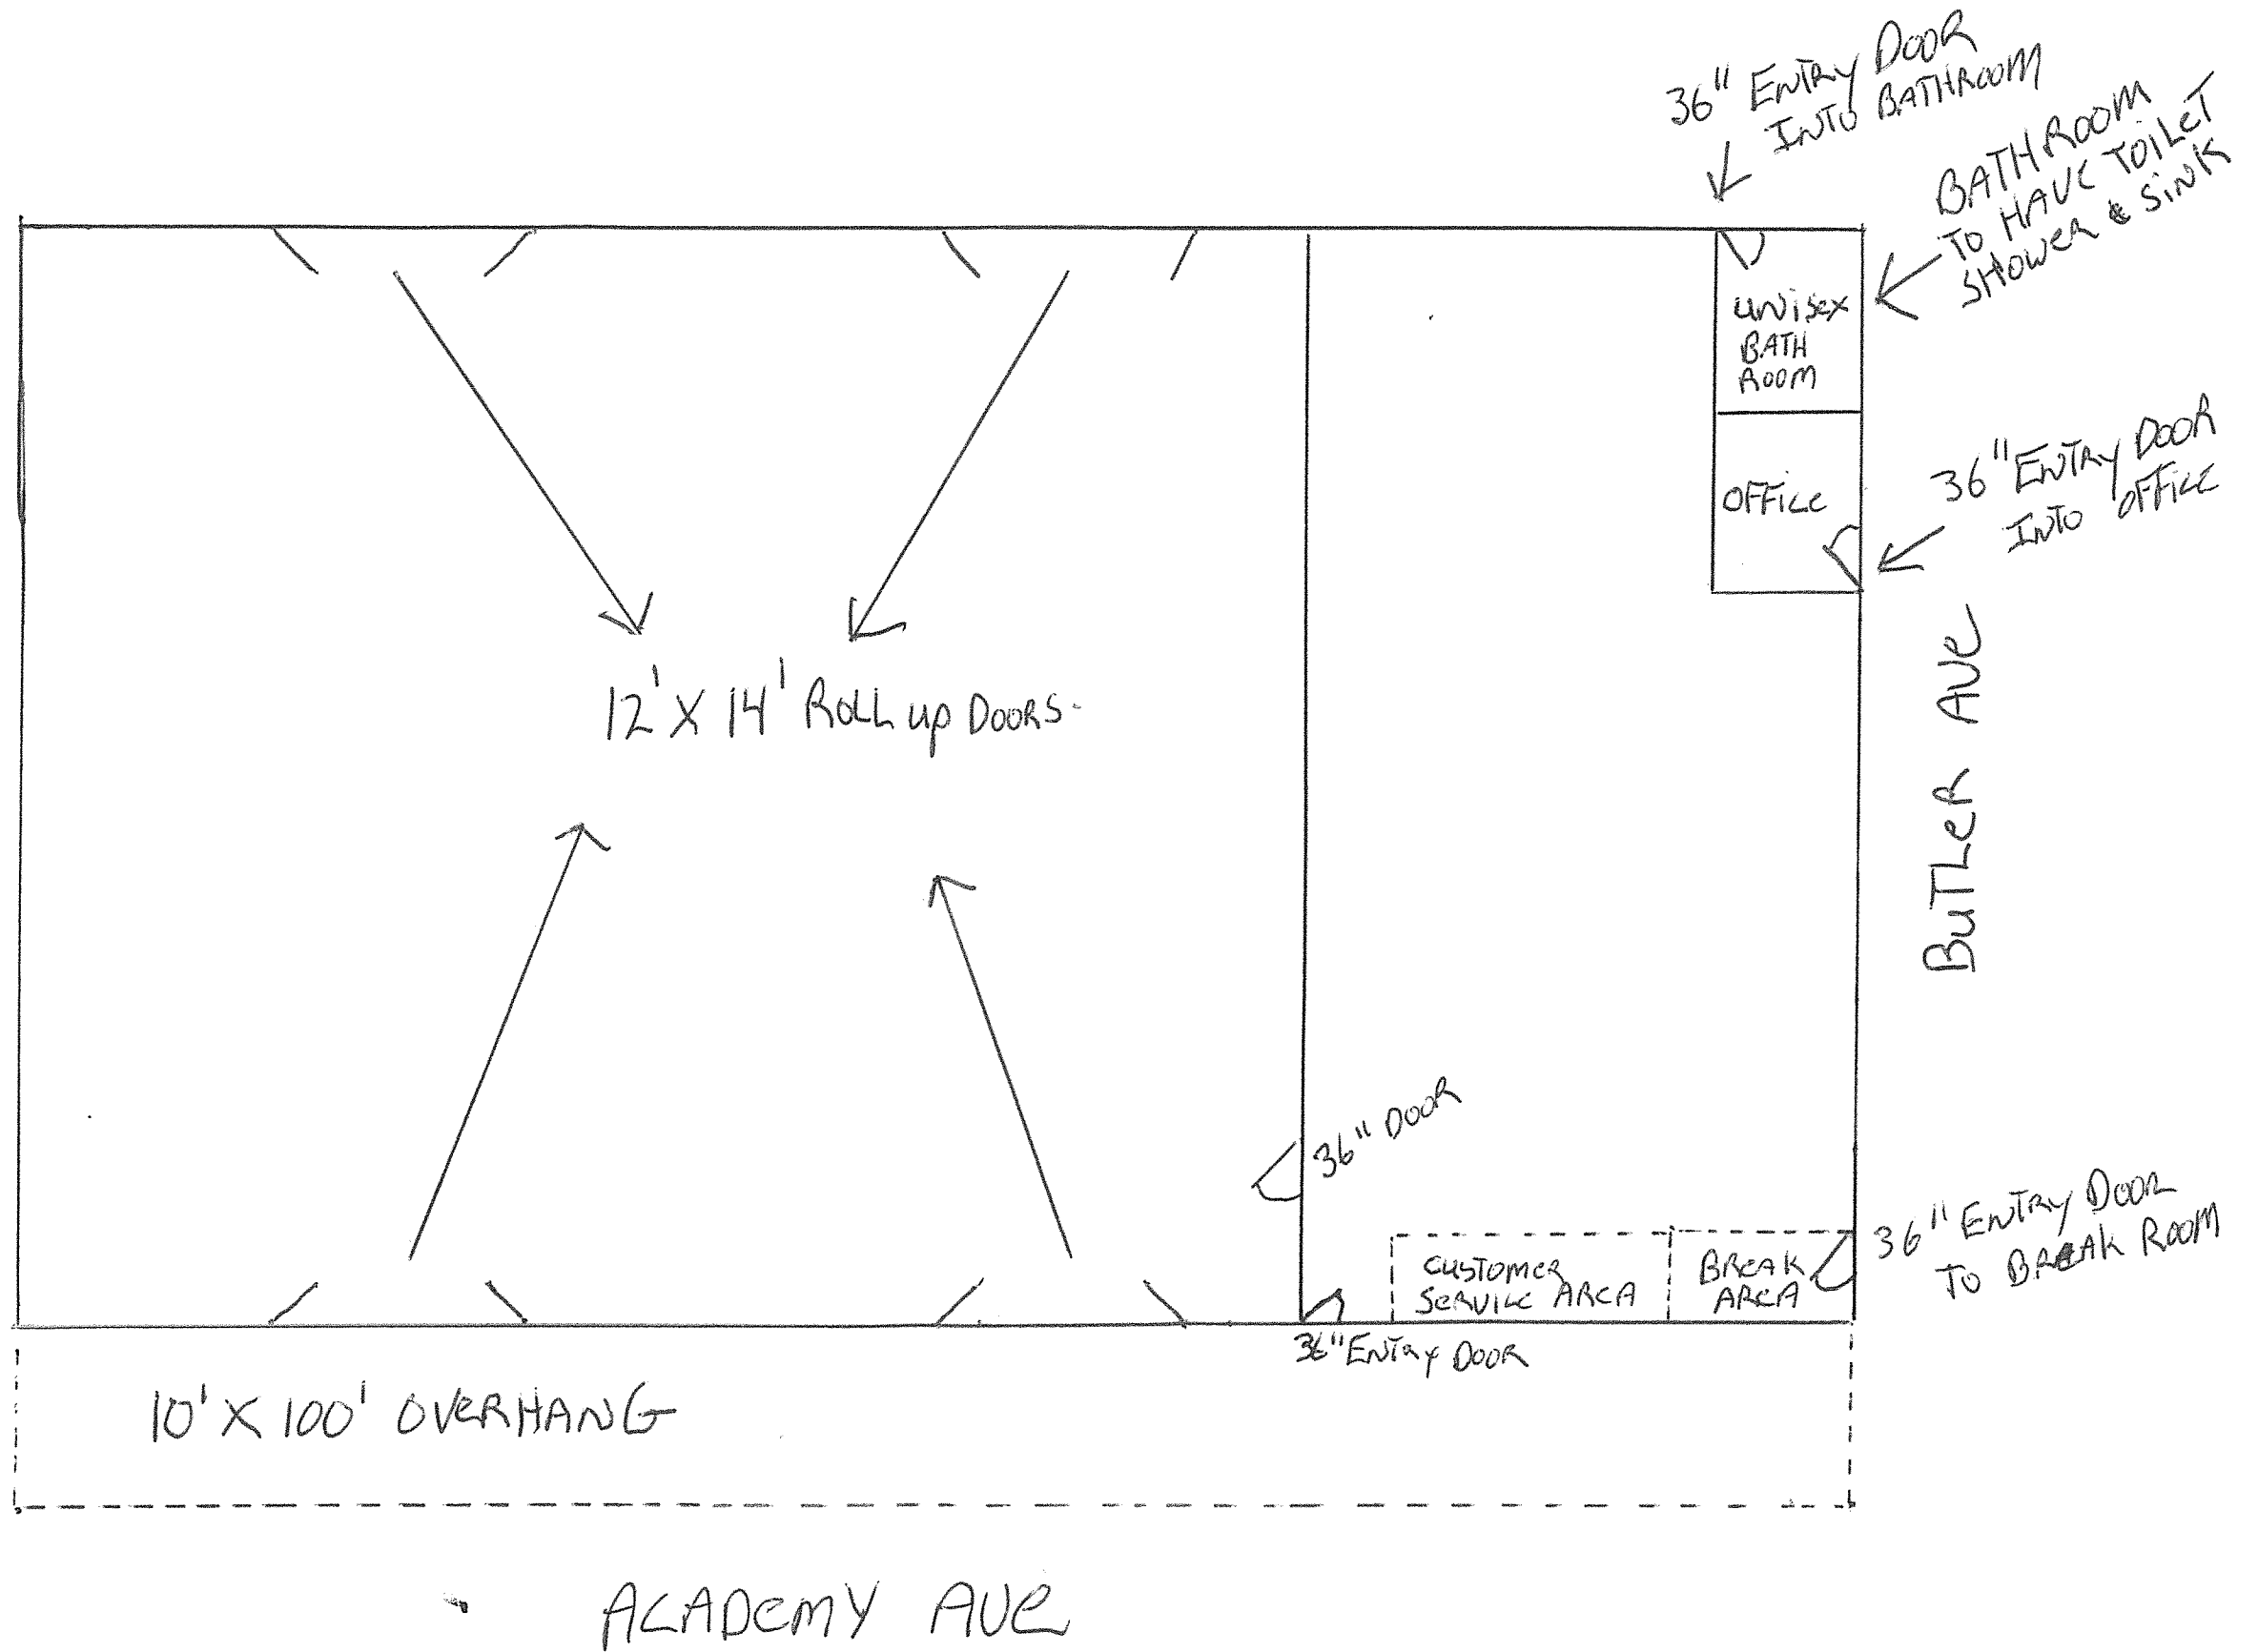 36" ENTRY DOOR
INTO BATHROOM
BATHROOM
TO HAVE TOILET
SHOWER & SINK
UNISEX
BATH
ROOM
OFFICE
36" ENTRY DOOR
INTO OFFICE
12' X 14' ROLL UP DOORS
BUTLER AVE
36" DOOR
CUSTOMER
SERVICE AREA
BREAK
AREA
36" ENTRY DOOR
TO BREAK ROOM
36" ENTRY DOOR
10' X 100' OVERHANG
ACADEMY AVE